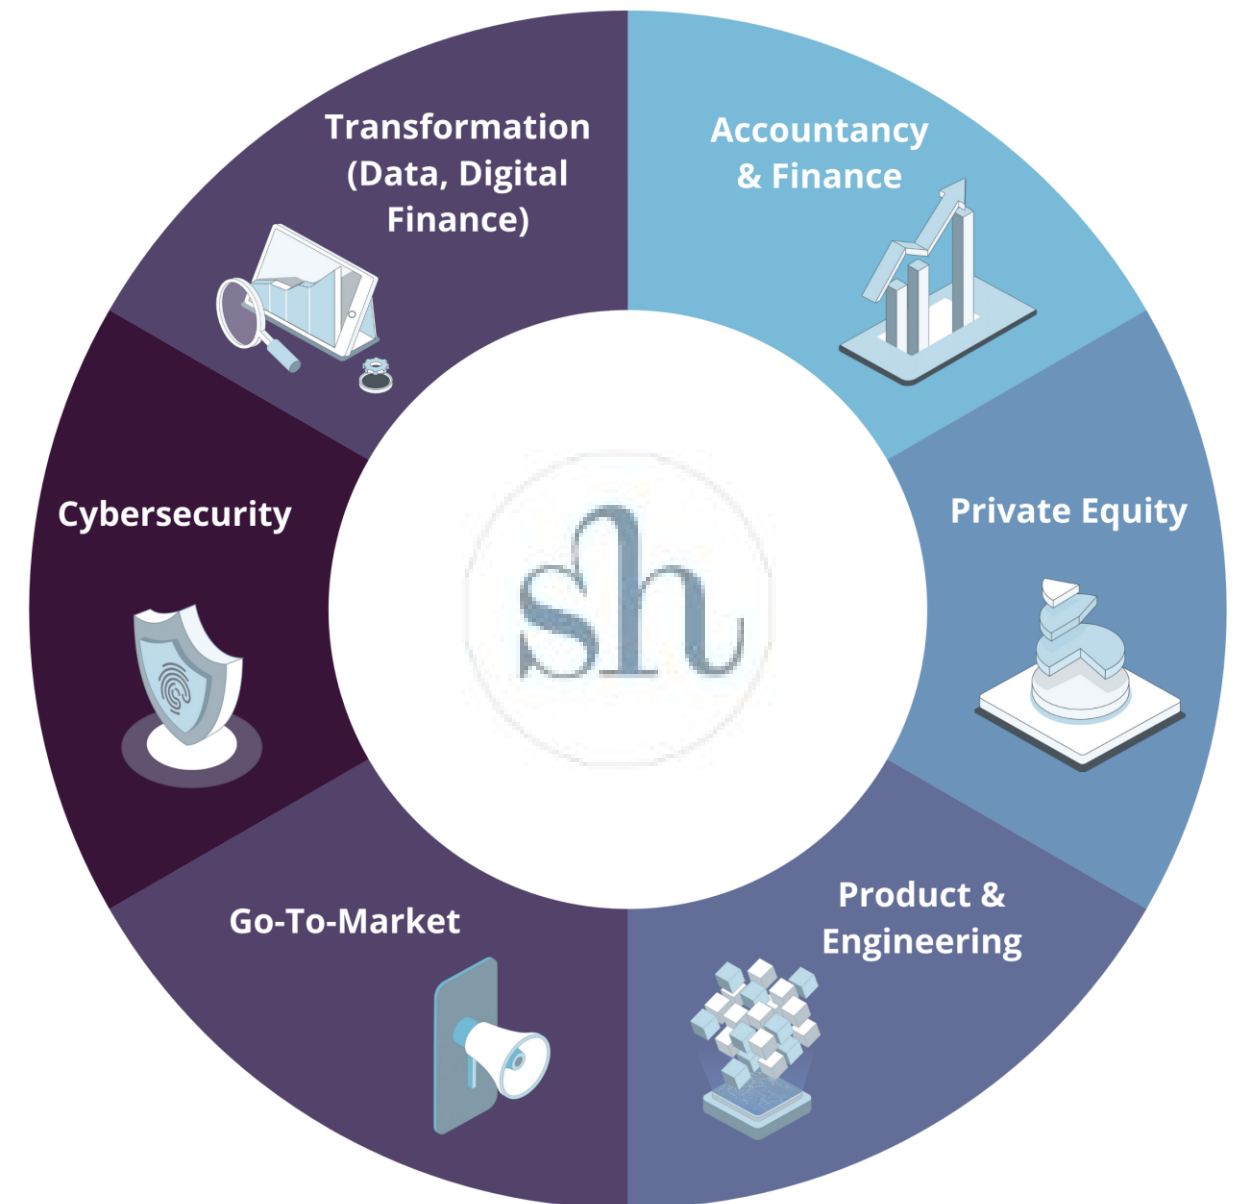 Transformation
(Data, Digital
Finance)
Accountancy
& Finance
Cybersecurity
Private Equity
sh
Go-To-Market
Product &
Engineering